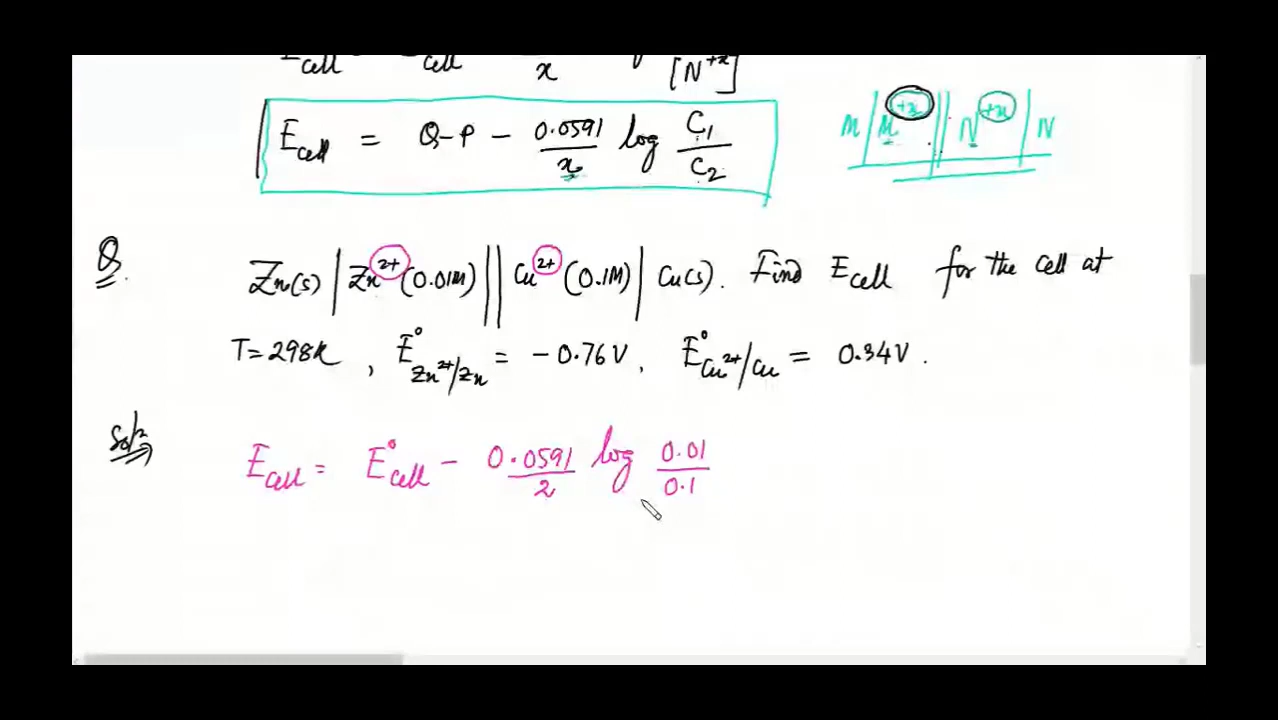 Ecell cell x [N⁺ˣ]
Ecell = Q-P - 0.0591/x log C₁/C₂
M | M⁺ˣ || N⁺ˣ | N
Q. Zn(s) | Zn²⁺(0.01M) || Cu²⁺(0.1M) | Cu(s). Find Ecell for the cell at
T=298K, E°Zn²⁺/Zn = -0.76V, E°Cu²⁺/Cu = 0.34V.
Soln
Ecell = E°cell - 0.0591/2 log 0.01/0.1